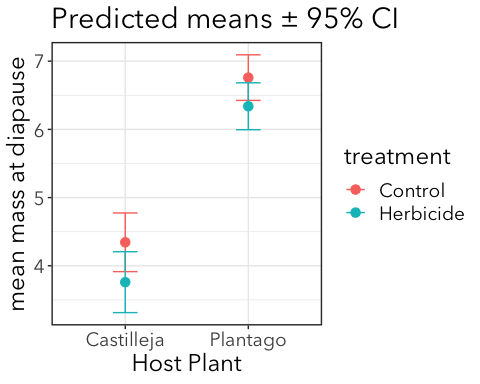 Predicted means ± 95% CI
mean mass at diapause
7
6
5
4
Castilleja
Plantago
Host Plant
treatment
Control
Herbicide